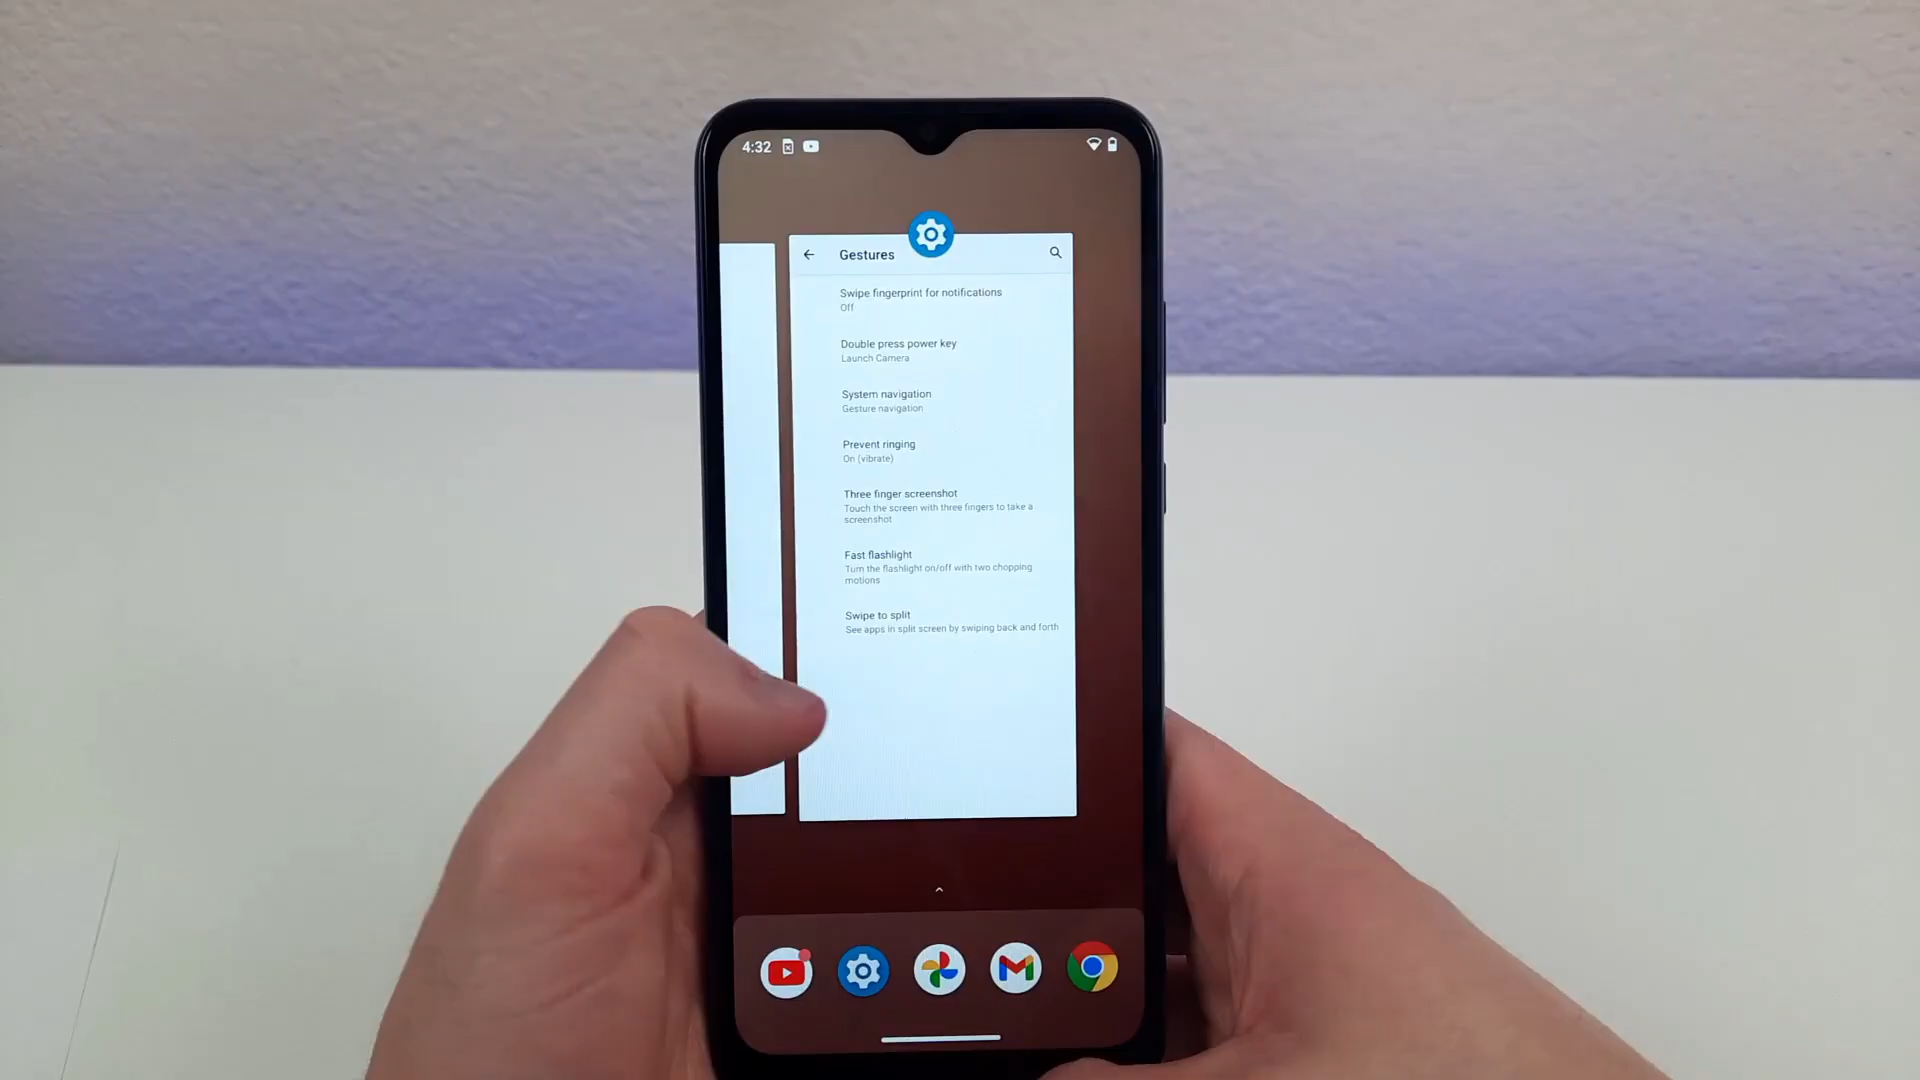 4:32
Gestures
Swipe fingerprint for notifications
Off
Double press power key
Launch Camera
System navigation
Gesture navigation
Prevent ringing
On (vibrate)
Three finger screenshot
Touch the screen with three fingers to take a
screenshot
Fast flashlight
Turn the flashlight on/off with two chopping
motions
Swipe to split
See apps in split screen by swiping back and forth